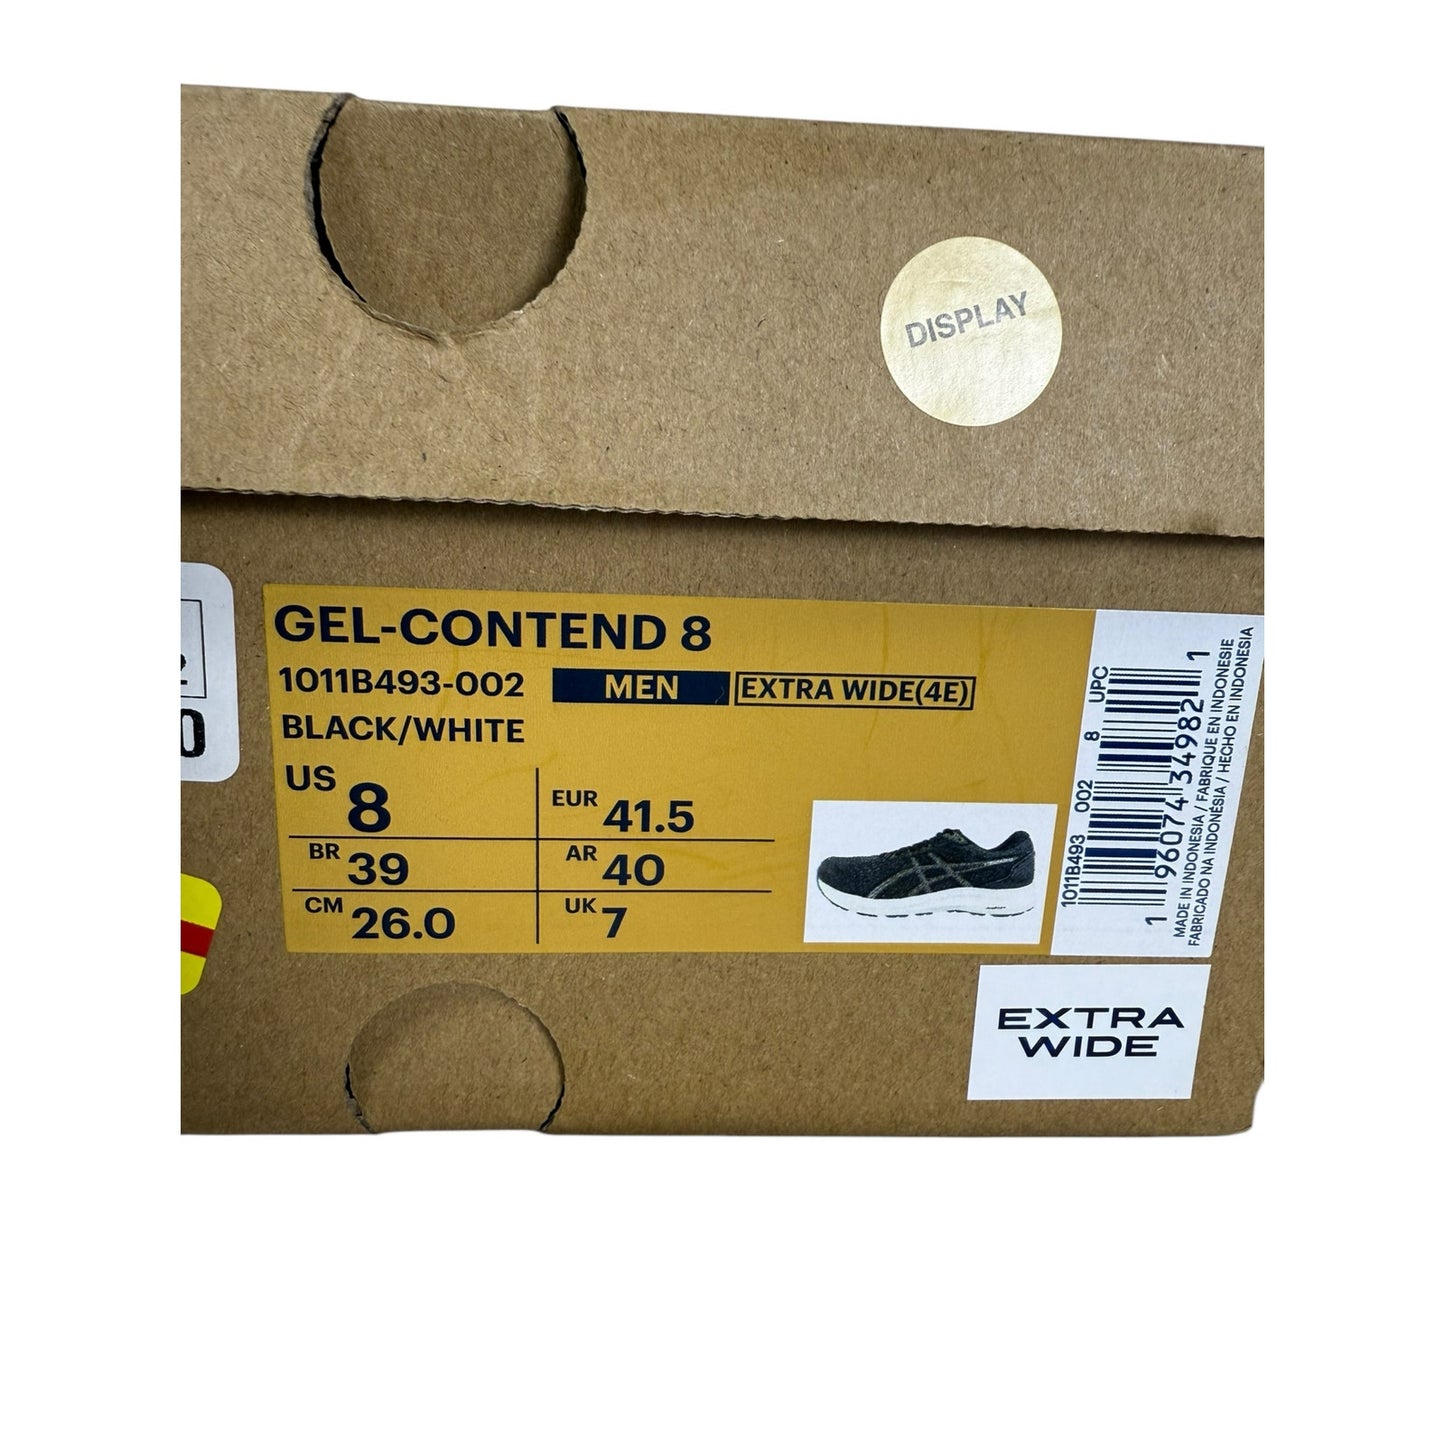 DISPLAY
GEL-CONTEND 8
1011B493-002 MEN EXTRA WIDE(4E)
BLACK/WHITE
US 8 EUR 41.5
BR 39 AR 40
CM 26.0 UK 7
1011B493 002 8 UPC
1 96074 34982 1
MADE IN INDONESIA / FABRIQUE EN INDONESIE
FABRICADO NA INDONÉSIA / HECHO EN INDONESIA
EXTRA
WIDE
0